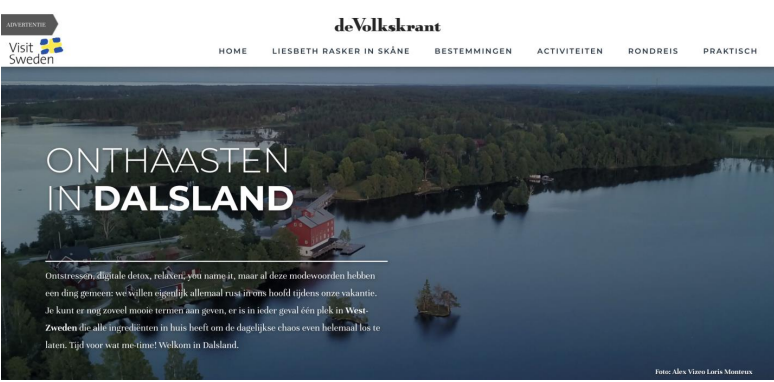 ADVERTENTIE
deVolkskrant
Visit
Sweden
HOME LIESBETH RASKER IN SKÅNE BESTEMMINGEN ACTIVITEITEN RONDREIS PRAKTISCH
ONTHAASTEN
IN DALSLAND
Ontstressen, digitale detox, relaxen, you name it, maar al deze modewoorden hebben
een ding gemeen: we willen eigenlijk allemaal rust in ons hoofd tijdens onze vakantie.
Je kunt er nog zoveel mooie termen aan geven, er is in ieder geval één plek in West-
Zweden die alle ingrediënten in huis heeft om de dagelijkse chaos even helemaal los te
laten. Tijd voor wat me-time! Welkom in Dalsland.
Foto: Alex Vizeo Loris Monteux